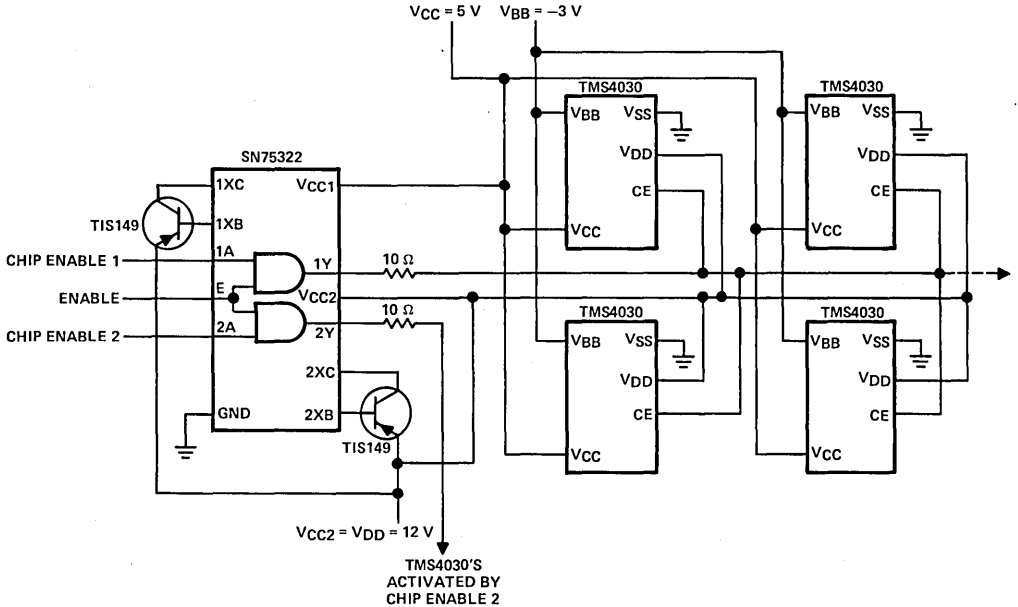 VCC = 5 V
VBB = –3 V
TMS4030
VBB
VSS
VDD
CE
VCC
TMS4030
VBB
VSS
VDD
CE
VCC
SN75322
1XC
VCC1
TIS149
1XB
CHIP ENABLE 1
1A
1Y
10 Ω
ENABLE
E
VCC2
CHIP ENABLE 2
2A
2Y
10 Ω
2XC
GND
2XB
TIS149
TMS4030
VBB
VSS
VDD
CE
VCC
TMS4030
VBB
VSS
VDD
CE
VCC
VCC2 = VDD = 12 V
TMS4030'S
ACTIVATED BY
CHIP ENABLE 2